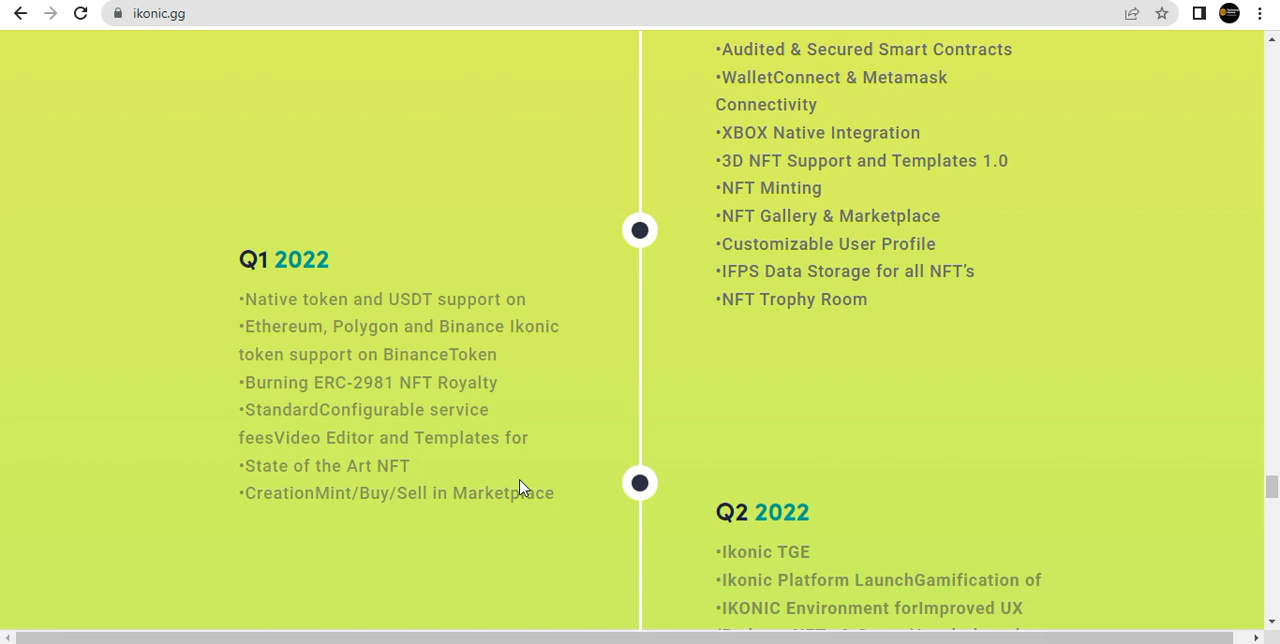 ikonic.gg
•Audited & Secured Smart Contracts
•WalletConnect & Metamask
Connectivity
•XBOX Native Integration
•3D NFT Support and Templates 1.0
•NFT Minting
•NFT Gallery & Marketplace
•Customizable User Profile
•IFPS Data Storage for all NFT’s
•NFT Trophy Room
Q1 2022
•Native token and USDT support on
•Ethereum, Polygon and Binance Ikonic
token support on BinanceToken
•Burning ERC-2981 NFT Royalty
•StandardConfigurable service
feesVideo Editor and Templates for
•State of the Art NFT
•CreationMint/Buy/Sell in Marketplace
Q2 2022
•Ikonic TGE
•Ikonic Platform LaunchGamification of
•IKONIC Environment forImproved UX